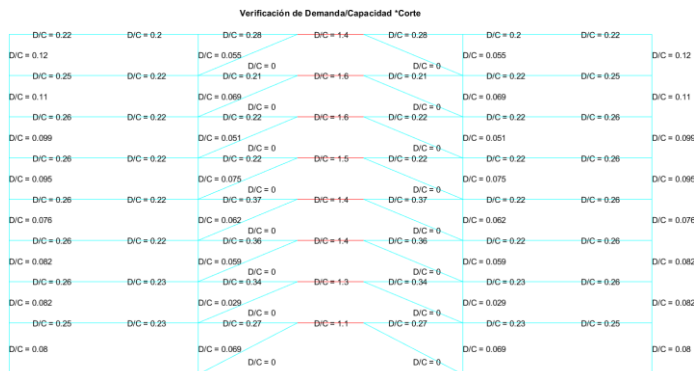 Verificación de Demanda/Capacidad *Corte
D/C = 0.22 D/C = 0.2 D/C = 0.28 D/C = 1.4 D/C = 0.28 D/C = 0.2 D/C = 0.22
D/C = 0.12 D/C = 0.055 D/C = 0.055 D/C = 0.12
D/C = 0 D/C = 0
D/C = 0.25 D/C = 0.22 D/C = 0.21 D/C = 1.6 D/C = 0.21 D/C = 0.22 D/C = 0.25
D/C = 0.11 D/C = 0.069 D/C = 0.069 D/C = 0.11
D/C = 0 D/C = 0
D/C = 0.26 D/C = 0.22 D/C = 0.22 D/C = 1.6 D/C = 0.22 D/C = 0.22 D/C = 0.26
D/C = 0.099 D/C = 0.051 D/C = 0.051 D/C = 0.099
D/C = 0 D/C = 0
D/C = 0.26 D/C = 0.22 D/C = 0.22 D/C = 1.5 D/C = 0.22 D/C = 0.22 D/C = 0.26
D/C = 0.095 D/C = 0.075 D/C = 0.075 D/C = 0.095
D/C = 0 D/C = 0
D/C = 0.26 D/C = 0.22 D/C = 0.37 D/C = 1.4 D/C = 0.37 D/C = 0.22 D/C = 0.26
D/C = 0.076 D/C = 0.062 D/C = 0.062 D/C = 0.076
D/C = 0 D/C = 0
D/C = 0.26 D/C = 0.22 D/C = 0.36 D/C = 1.4 D/C = 0.36 D/C = 0.22 D/C = 0.26
D/C = 0.082 D/C = 0.059 D/C = 0.059 D/C = 0.082
D/C = 0 D/C = 0
D/C = 0.26 D/C = 0.23 D/C = 0.34 D/C = 1.3 D/C = 0.34 D/C = 0.23 D/C = 0.26
D/C = 0.082 D/C = 0.029 D/C = 0.029 D/C = 0.082
D/C = 0 D/C = 0
D/C = 0.25 D/C = 0.23 D/C = 0.27 D/C = 1.1 D/C = 0.27 D/C = 0.23 D/C = 0.25
D/C = 0.08 D/C = 0.069 D/C = 0.069 D/C = 0.08
D/C = 0 D/C = 0